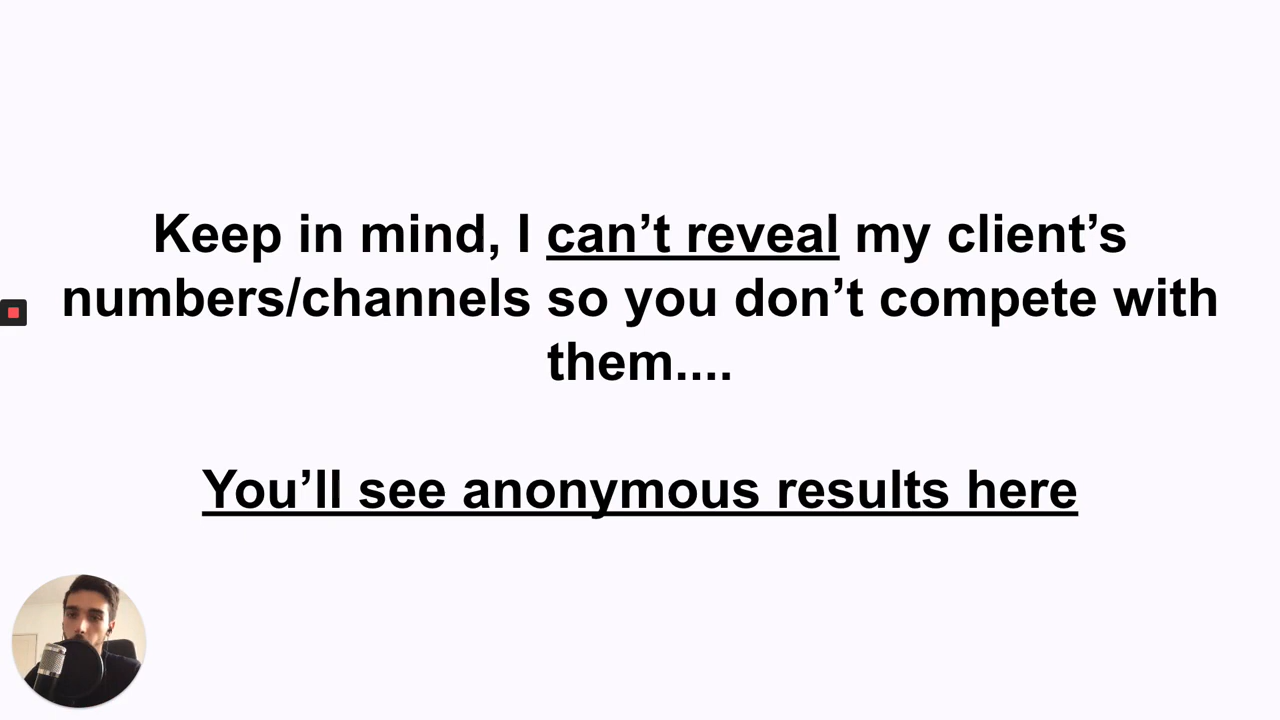 Keep in mind, I can’t reveal my client’s
numbers/channels so you don’t compete with
them....
You’ll see anonymous results here